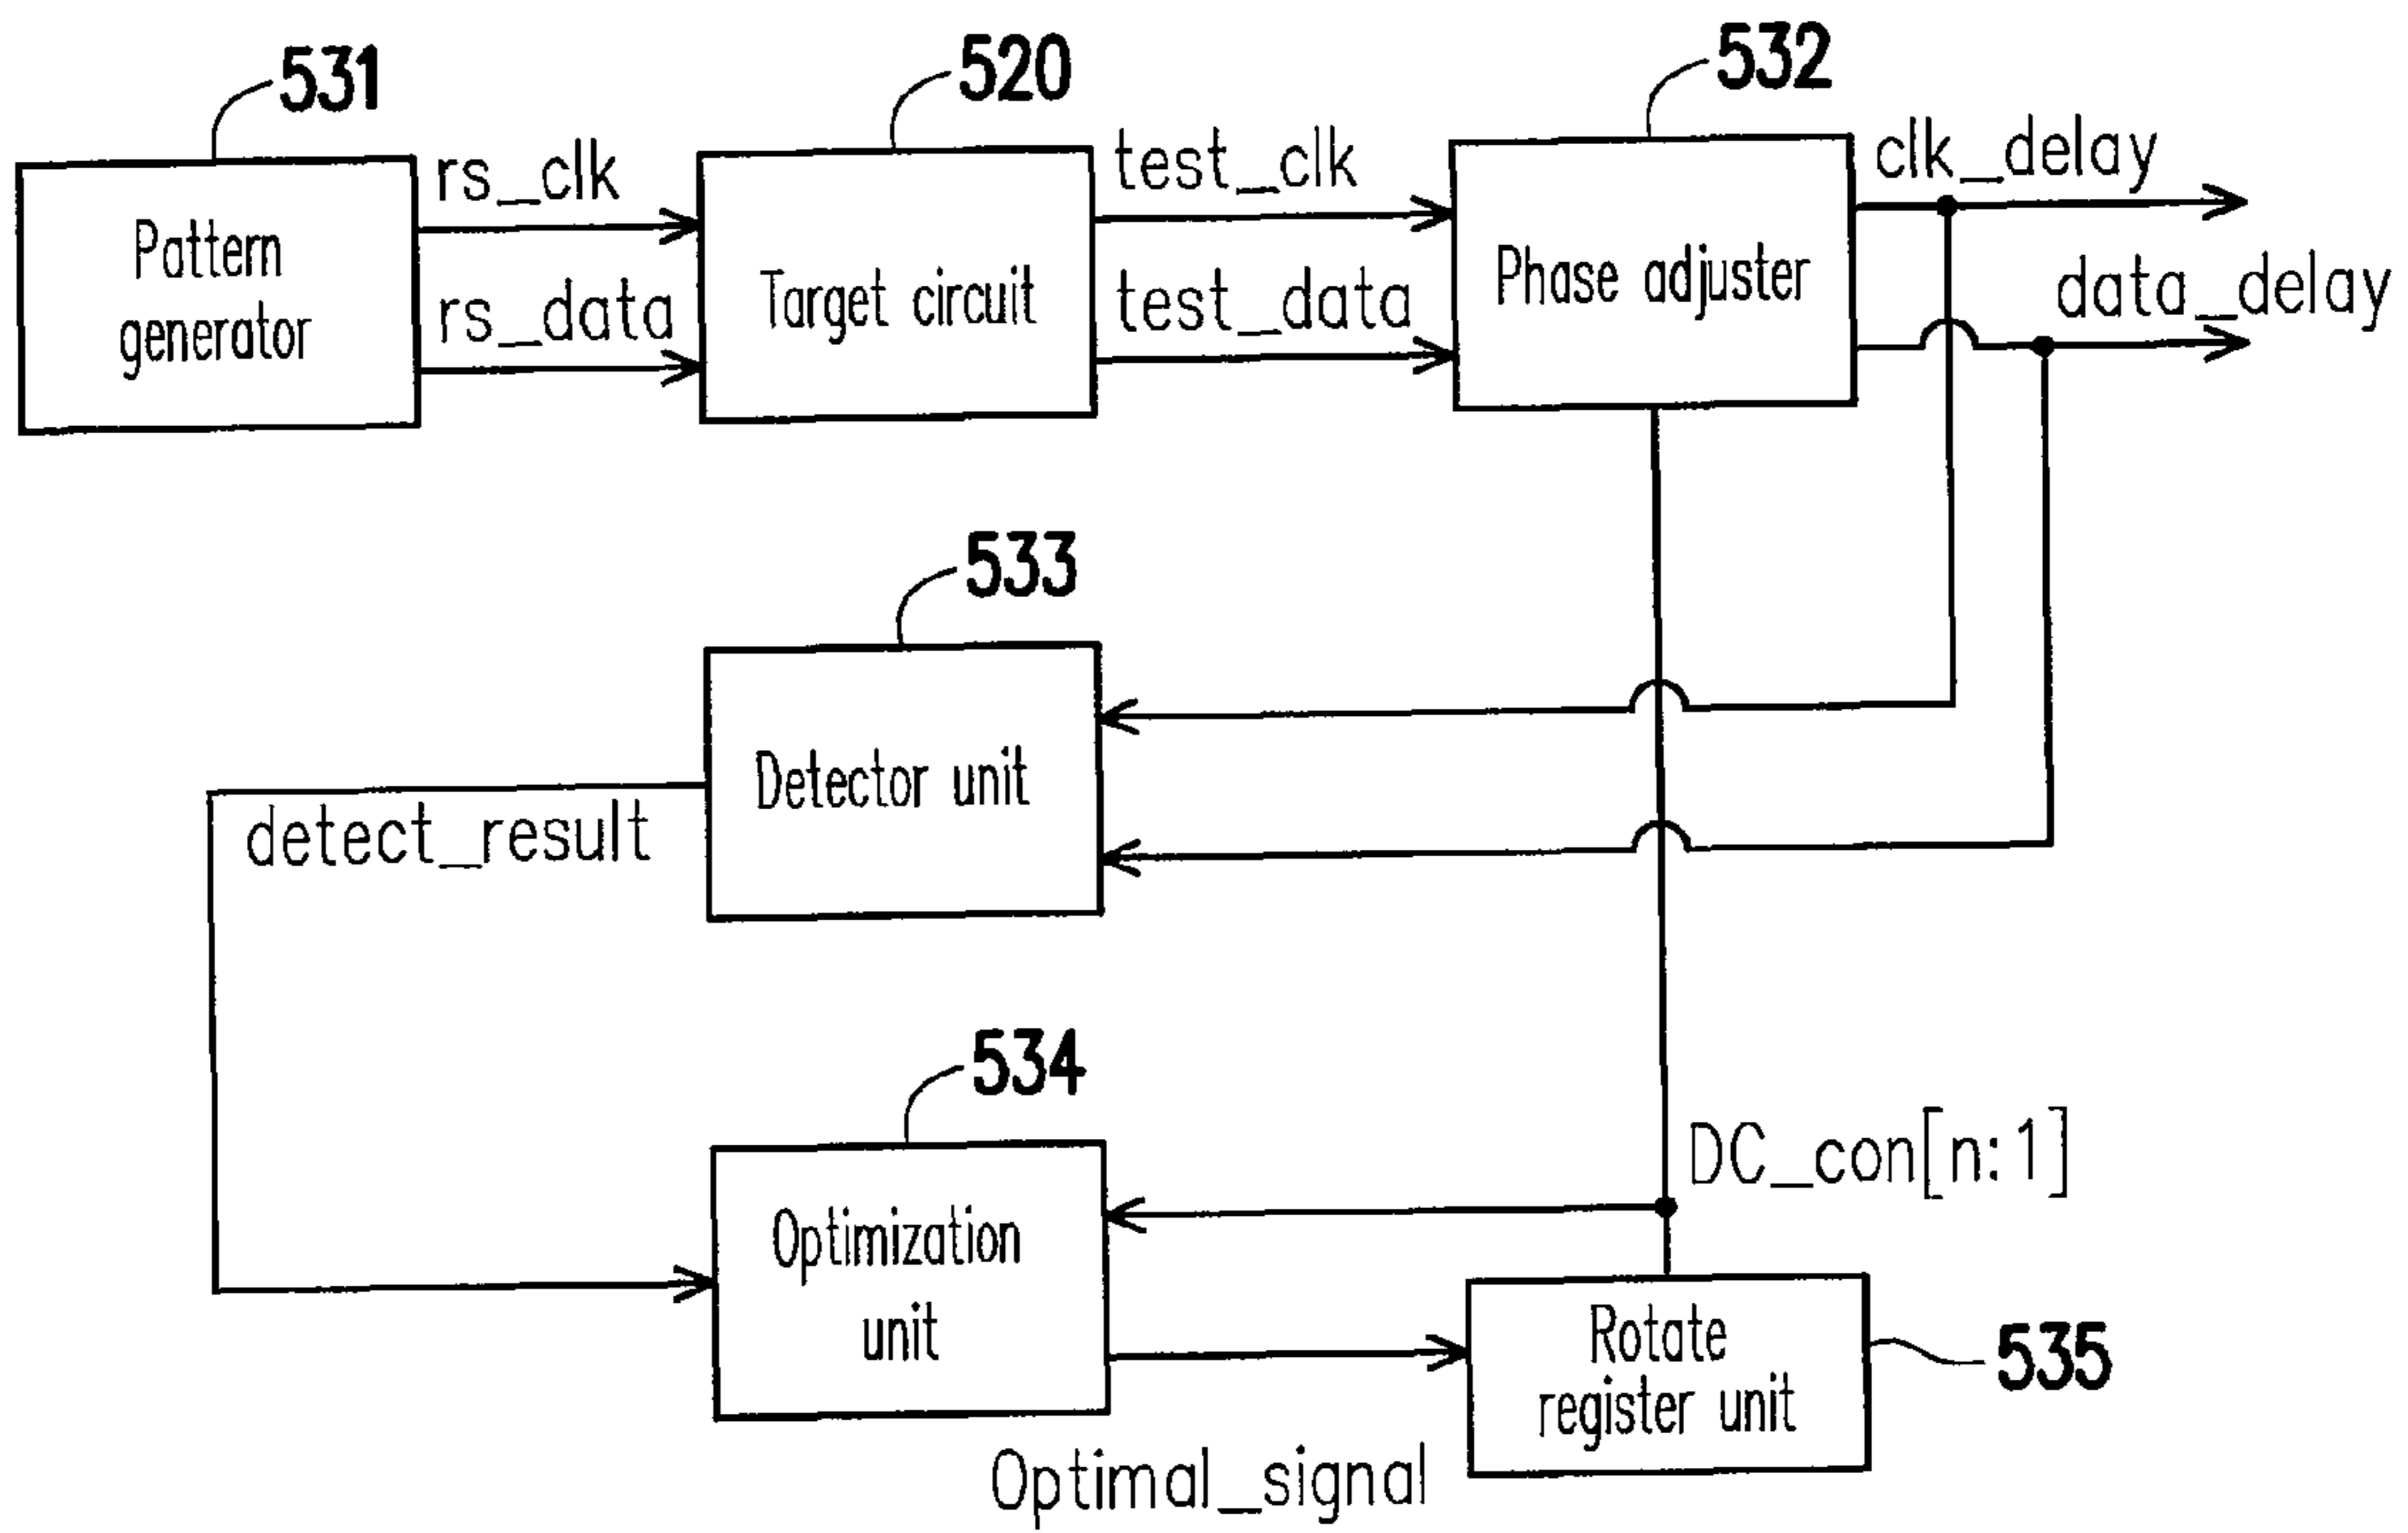 531
520
532
rs_clk
test_clk
clk_delay
Pattern
generator
rs_data
Target circuit
test_data
Phase adjuster
data_delay
533
Detector unit
detect_result
534
DC_con[n:1]
Optimization
unit
Rotate
register unit
535
Optimal_signal